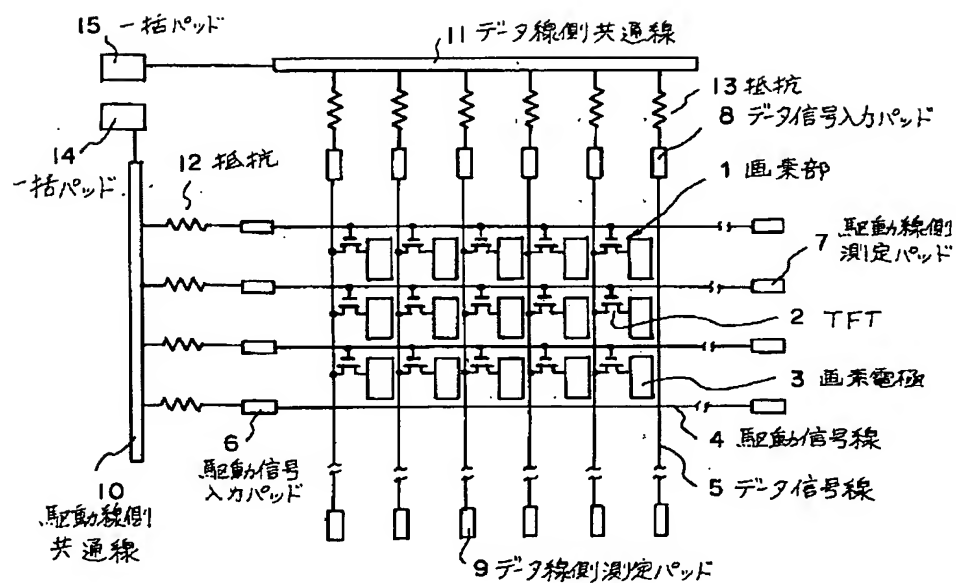 15 一括パッド
11 データ線側共通線
13 抵抗
8 データ信号入力パッド
14
一括パッド
12 抵抗
1 画素部
7 駆動線側
測定パッド
2 TFT
3 画素電極
4 駆動信号線
5 データ信号線
6
駆動信号
入力パッド
10
駆動線側
共通線
9 データ線側測定パッド